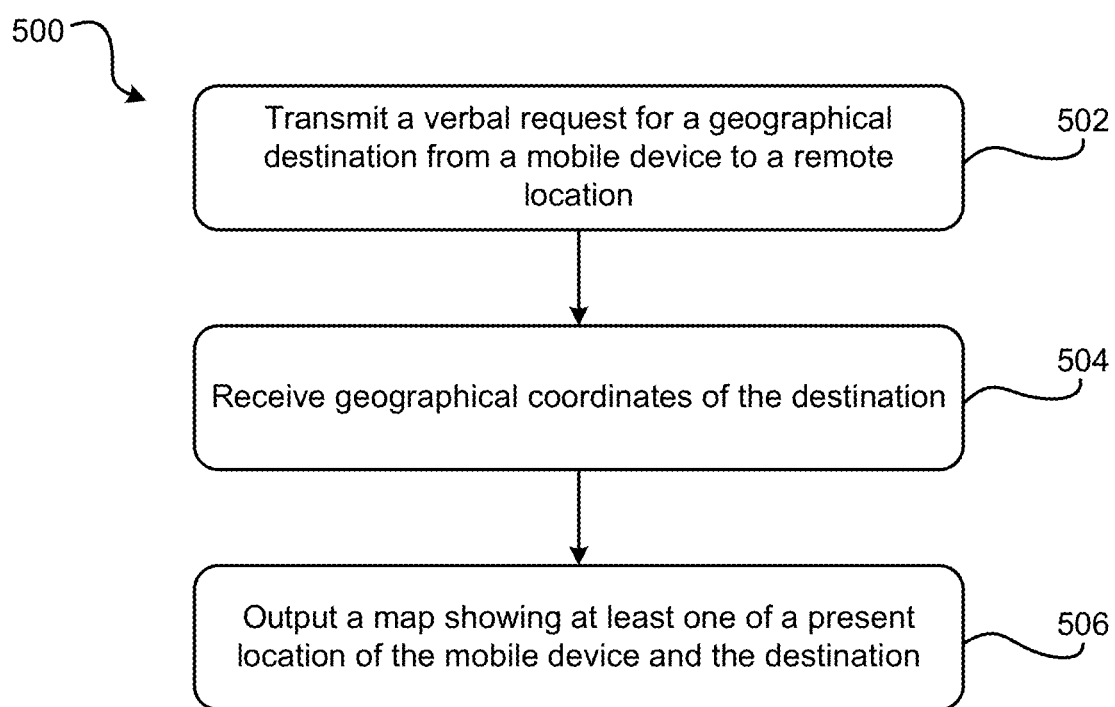 500
Transmit a verbal request for a geographical
destination from a mobile device to a remote
location
502
Receive geographical coordinates of the destination
504
Output a map showing at least one of a present
location of the mobile device and the destination
506